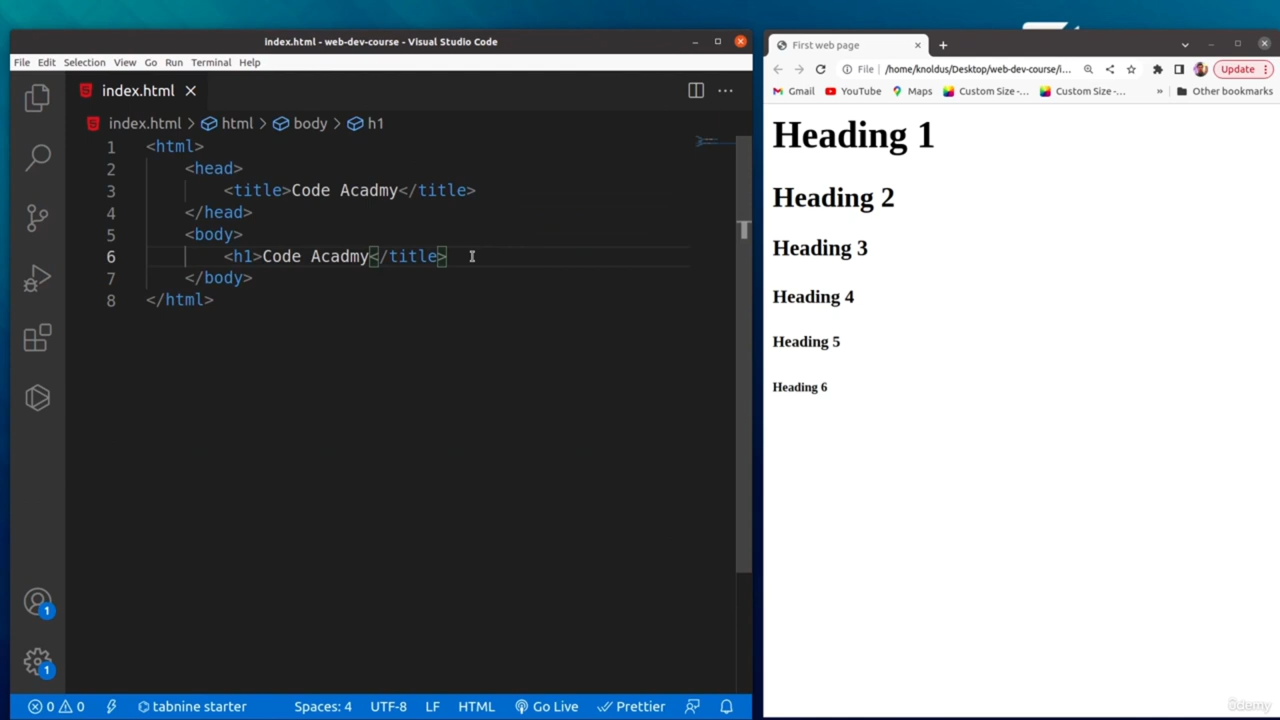 index.html - web-dev-course - Visual Studio Code
File Edit Selection View Go Run Terminal Help
index.html
index.html > html > body > h1
1 <html>
2 <head>
3 <title>Code Acadmy</title>
4 </head>
5 <body>
6 <h1>Code Acadmy</title>
7 </body>
8 </html>
1
1
0 0 tabnine starter Spaces: 4 UTF-8 LF HTML Go Live Prettier
First web page
File /home/knoldus/Desktop/web-dev-course/i... Update
Gmail YouTube Maps Custom Size -... Custom Size -... » Other bookmarks
Heading 1
Heading 2
Heading 3
Heading 4
Heading 5
Heading 6
ûdemy